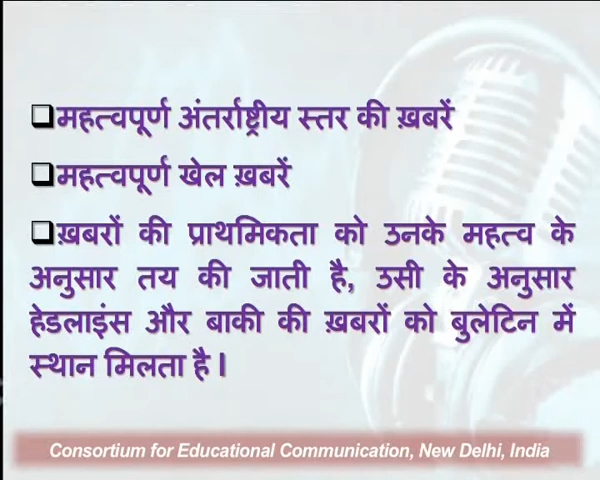 ❑महत्वपूर्ण अंतर्राष्ट्रीय स्तर की ख़बरें
❑महत्वपूर्ण खेल ख़बरें
❑ख़बरों की प्राथमिकता को उनके महत्व के
अनुसार तय की जाती है, उसी के अनुसार
हेडलाइंस और बाकी की ख़बरों को बुलेटिन में
स्थान मिलता है।
Consortium for Educational Communication, New Delhi, India